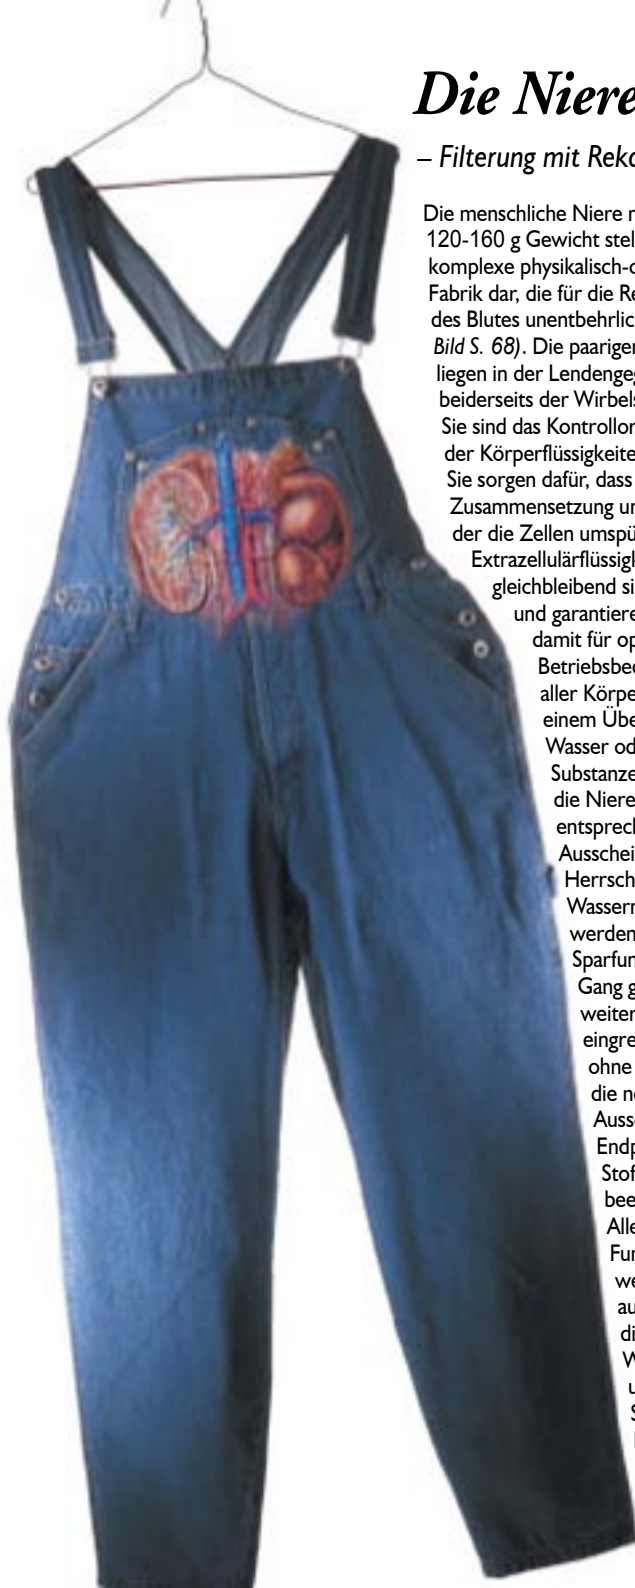 Die Niere
– Filterung mit Reko
Die menschliche Niere m
120-160 g Gewicht stel
komplexe physikalisch-c
Fabrik dar, die für die Re
des Blutes unentbehrlic
Bild S. 68). Die paarigen
liegen in der Lendengeg
beiderseits der Wirbels
Sie sind das Kontrollor
der Körperflüssigkeite
Sie sorgen dafür, dass
Zusammensetzung un
der die Zellen umspü
Extrazellulärflüssigk
gleichbleibend si
und garantiere
damit für op
Betriebsbed
aller Körpe
einem Übe
Wasser od
Substanze
die Niere
entsprech
Ausschei
Herrsch
Wasserm
werden
Sparfun
Gang g
weiter
eingre
ohne
die no
Aussc
Endp
Stof
bee
Alle
Fun
we
au
di
W
u
S